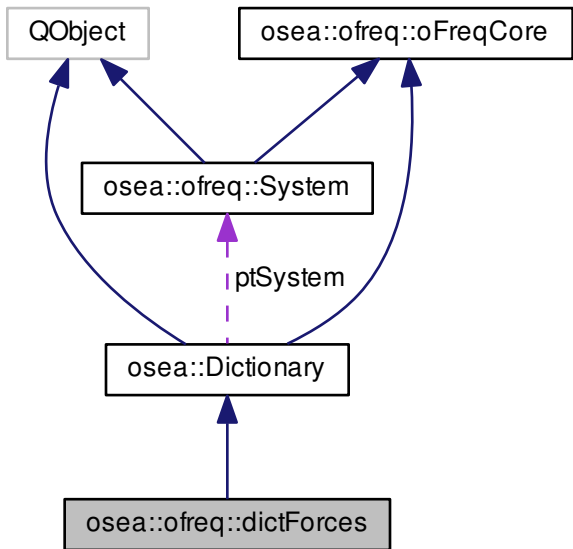 QObject
osea::ofreq::oFreqCore
osea::ofreq::System
ptSystem
osea::Dictionary
osea::ofreq::dictForces